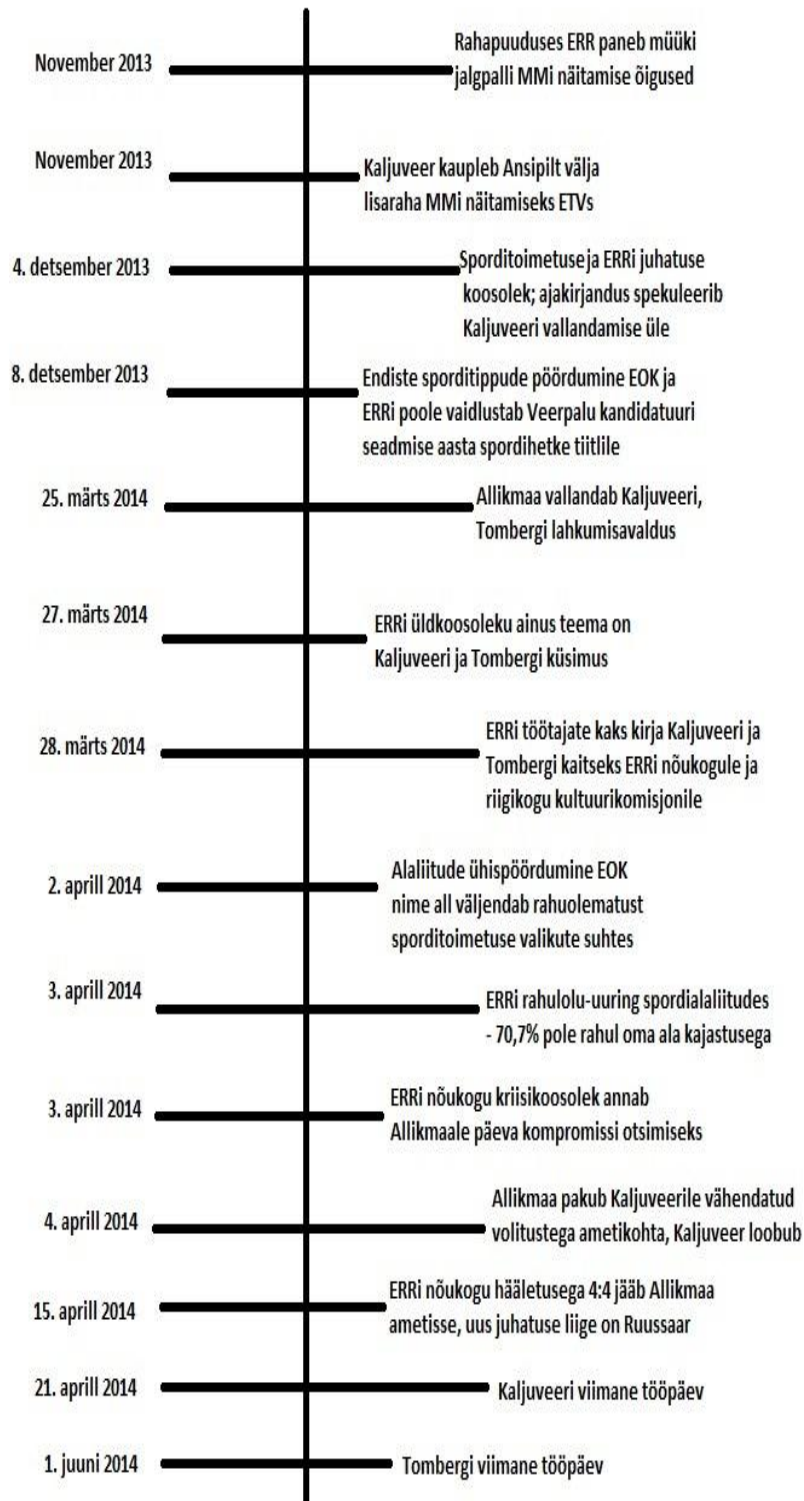 November 2013
Rahapuuduses ERR paneb müüki
jalgpalli MMi näitamise õigused
November 2013
Kaljuveer kaupleb Ansipilt välja
lisaraha MMi näitamiseks ETVs
4. detsember 2013
Sporditoimetuse ja ERRi juhatuse
koosolek; ajakirjandus spekuleerib
Kaljuveeri vallandamise üle
8. detsember 2013
Endiste sporditippude pöördumine EOK ja
ERRi poole vaidlustab Veerpalu kandidatuuri
seadmise aasta spordihetke tiitlile
25. märts 2014
Allikmaa vallandab Kaljuveeri,
Tombergi lahkumisavaldus
27. märts 2014
ERRi üldkoosoleku ainus teema on
Kaljuveeri ja Tombergi küsimus
28. märts 2014
ERRi töötajate kaks kirja Kaljuveeri ja
Tombergi kaitseks ERRi nõukogule ja
riigikogu kultuurikomisjonile
2. aprill 2014
Alaliitude ühispöördumine EOK
nime all väljendab rahuolematust
sporditoimetuse valikute suhtes
3. aprill 2014
ERRi rahulolu-uuring spordialaliitudes
- 70,7% pole rahul oma ala kajastusega
3. aprill 2014
ERRi nõukogu kriisikoosolek annab
Allikmaale päeva kompromissi otsimiseks
4. aprill 2014
Allikmaa pakub Kaljuveerile vähendatud
volitustega ametikohta, Kaljuveer loobub
15. aprill 2014
ERRi nõukogu hääletusega 4:4 jääb Allikmaa
ametisse, uus juhatuse liige on Ruussaar
21. aprill 2014
Kaljuveeri viimane tööpäev
1. juuni 2014
Tombergi viimane tööpäev